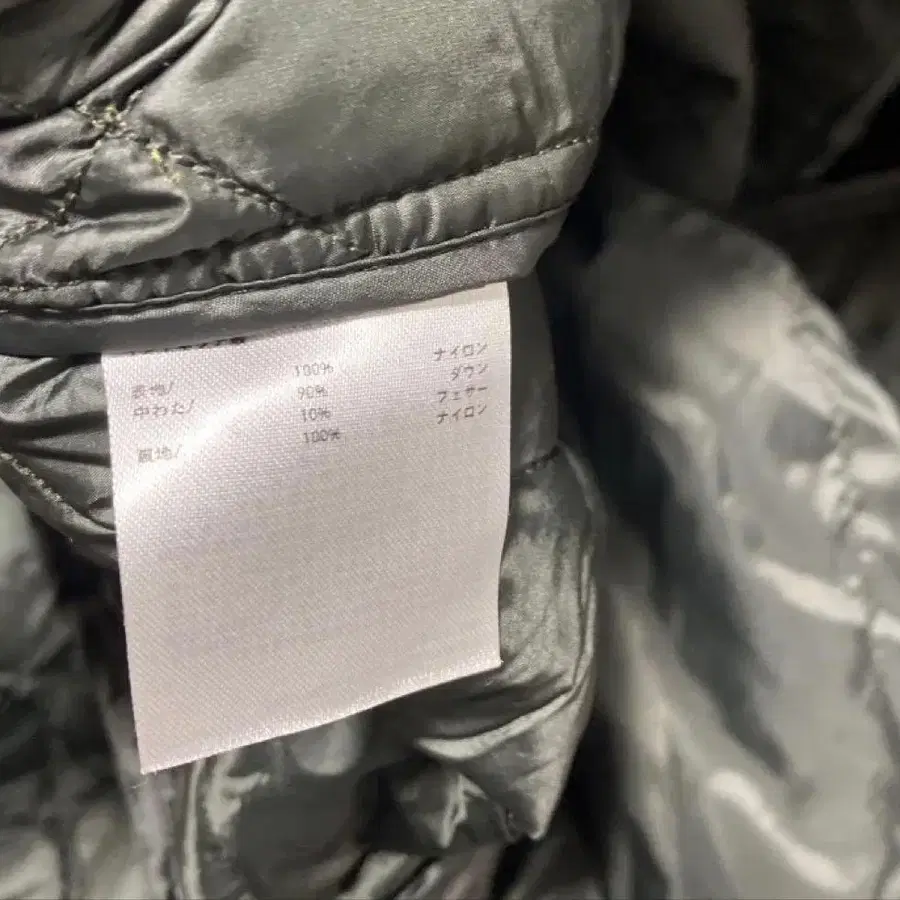 表地/ 100% ナイロン
中わた/ 90% ダウン
10% フェザー
裏地/ 100% ナイロン